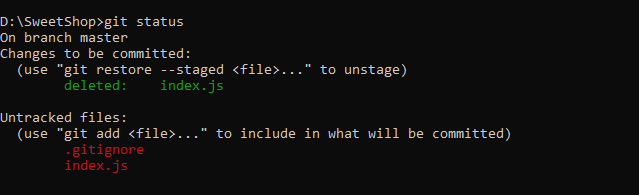 D:\SweetShop>git status
On branch master
Changes to be committed:
  (use "git restore --staged <file>..." to unstage)
        deleted:    index.js

Untracked files:
  (use "git add <file>..." to include in what will be committed)
        .gitignore
        index.js